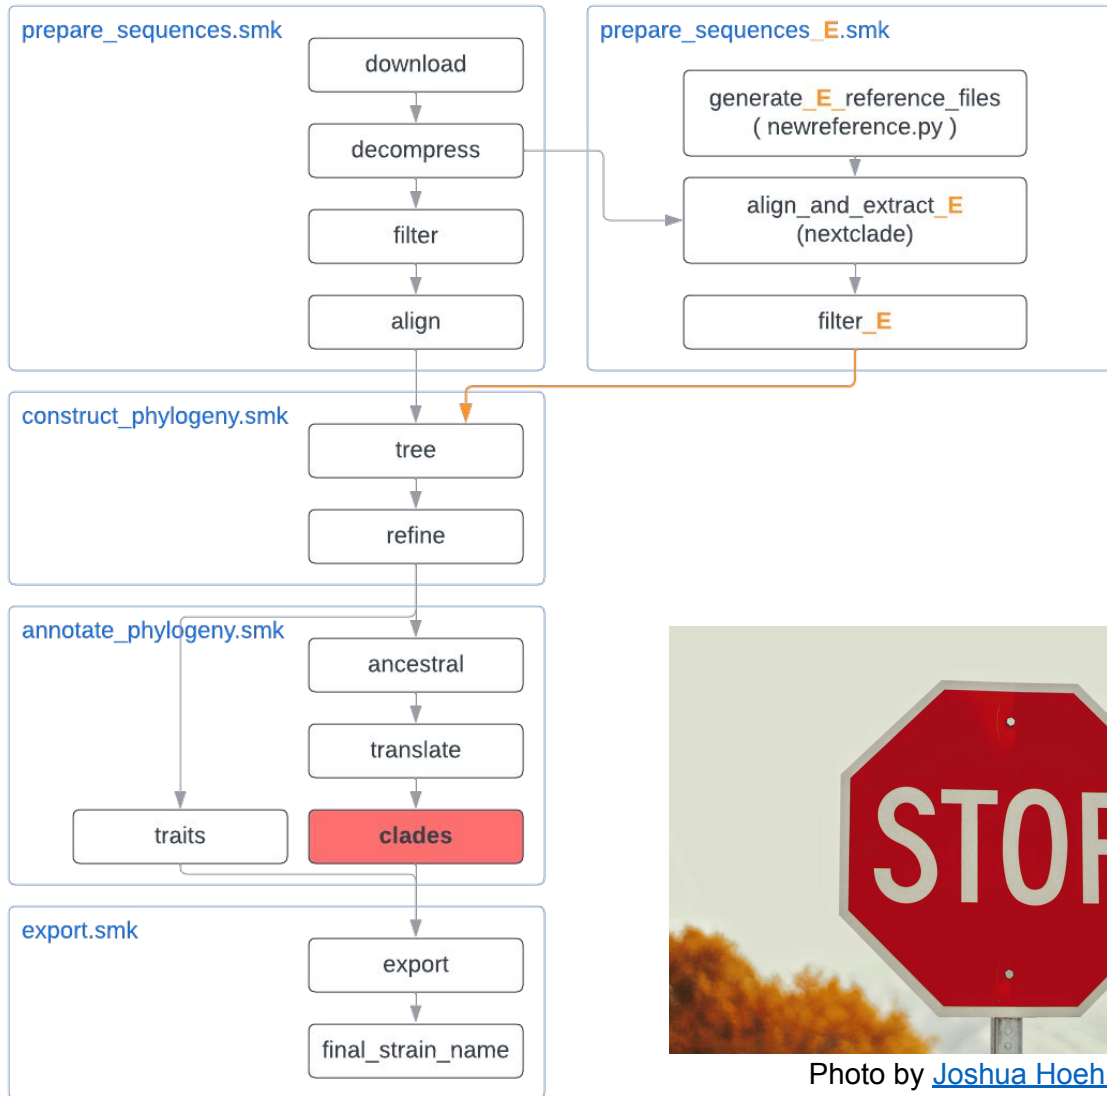 prepare_sequences.smk
download
decompress
filter
align
prepare_sequences_E.smk
generate_E_reference_files
( newreference.py )
align_and_extract_E
(nextclade)
filter_E
construct_phylogeny.smk
tree
refine
annotate_phylogeny.smk
ancestral
translate
traits
clades
export.smk
export
final_strain_name
Photo by Joshua Hoeh